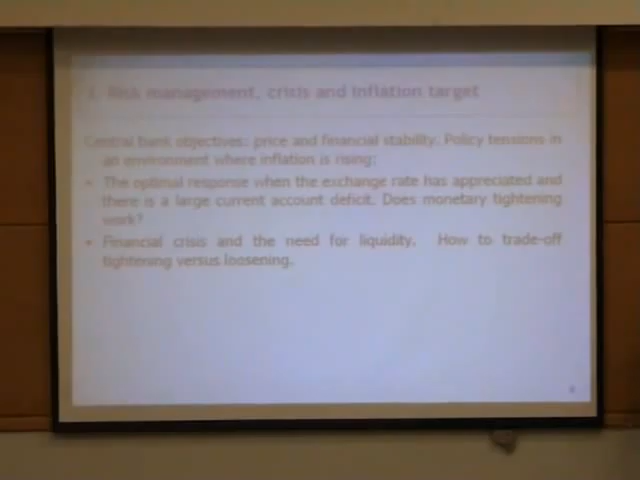 Risk management, crisis and inflation target
Central bank objectives: price and financial stability. Policy tensions in
an environment where inflation is rising:
• The optimal response when the exchange rate has appreciated and
there is a large current account deficit. Does monetary tightening
work?
• Financial crisis and the need for liquidity. How to trade-off
tightening versus loosening.